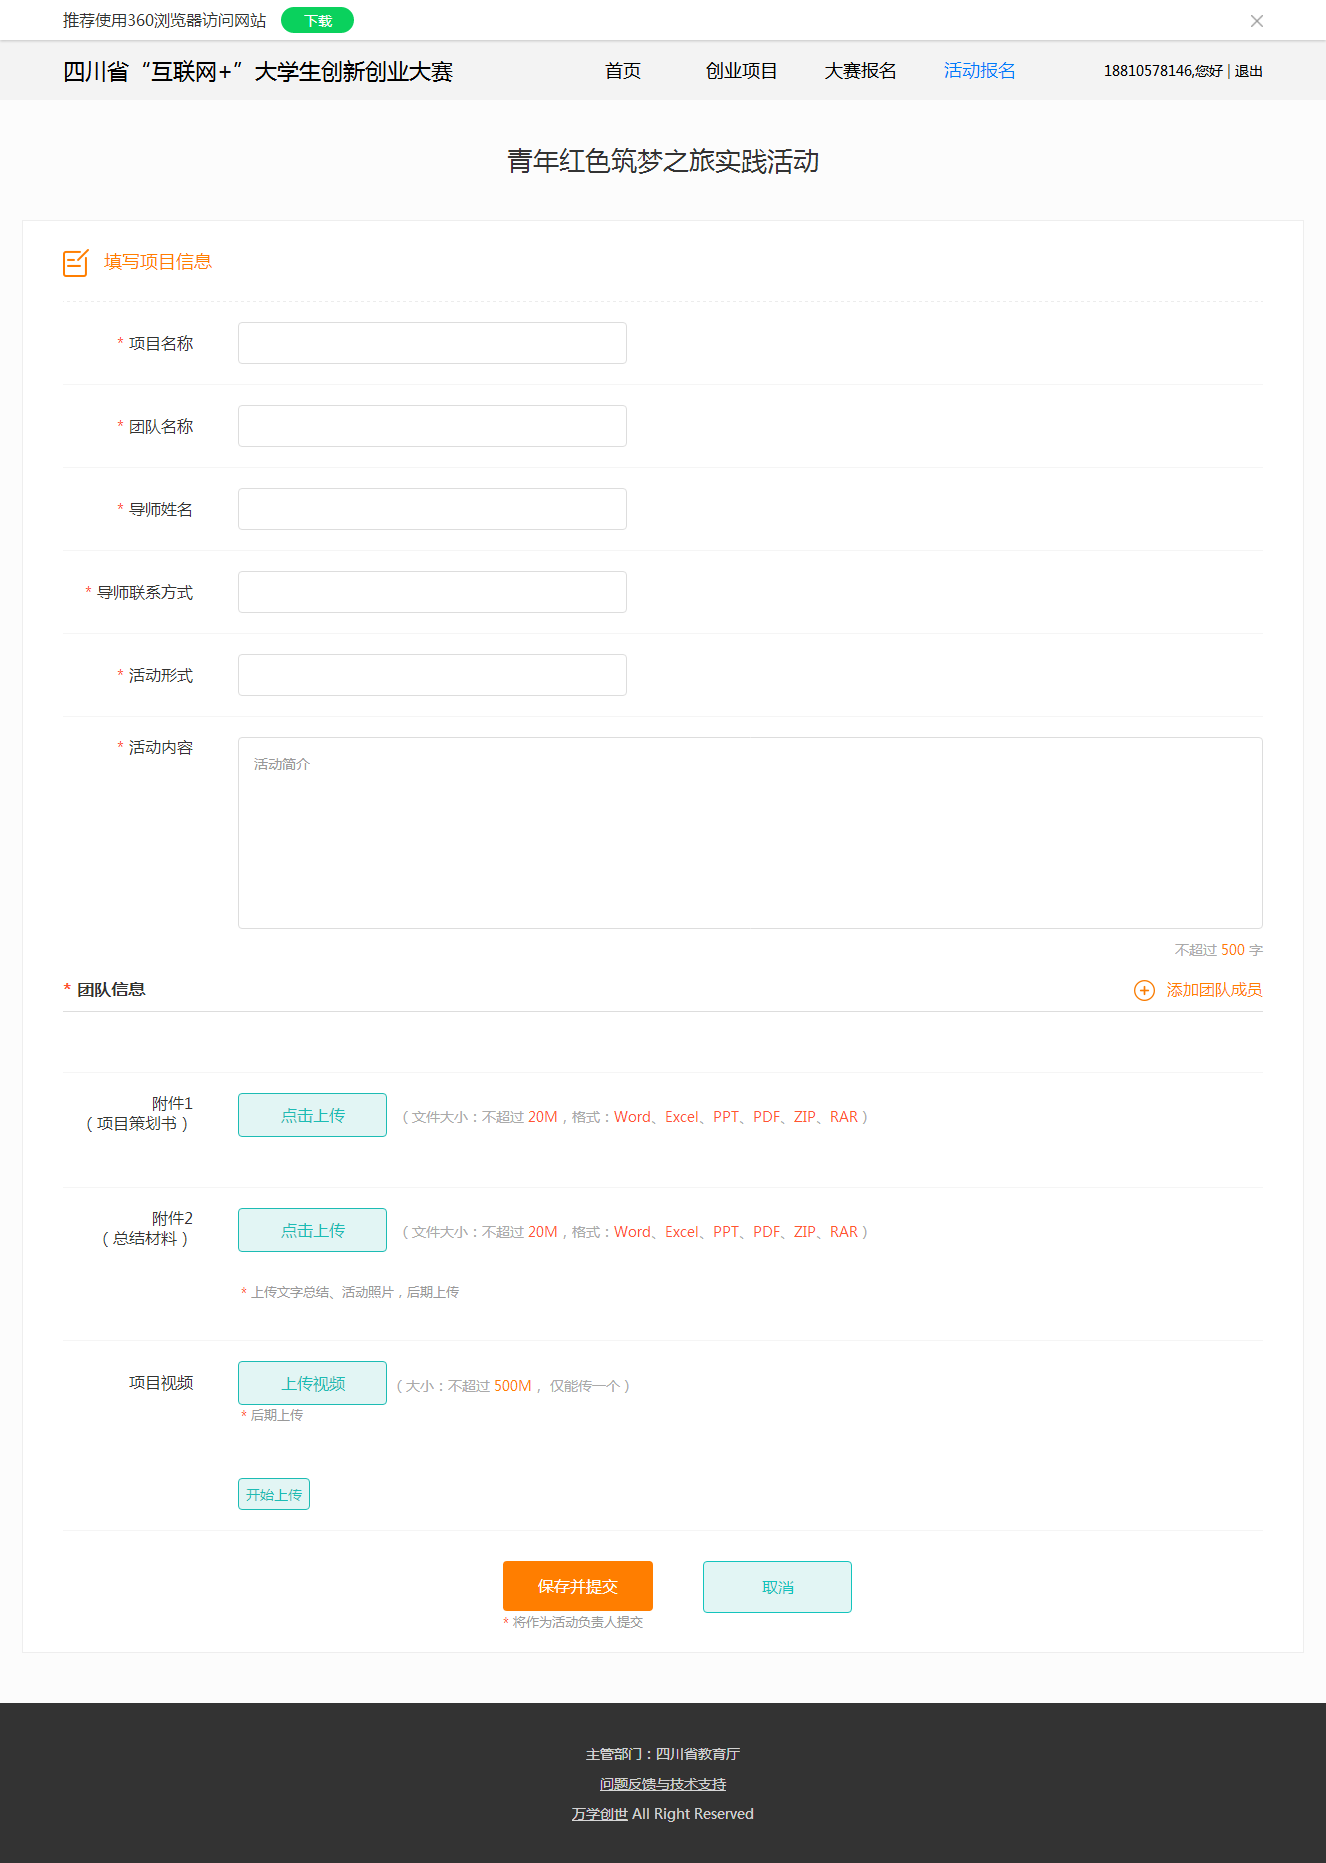 推荐使用360浏览器访问网站 下载
四川省“互联网+”大学生创新创业大赛 首页 创业项目 大赛报名 活动报名 18810578146,您好 | 退出
青年红色筑梦之旅实践活动
填写项目信息
* 项目名称
* 团队名称
* 导师姓名
* 导师联系方式
* 活动形式
* 活动内容
活动简介
不超过 500 字
* 团队信息 添加团队成员
附件1
（项目策划书）
点击上传 （文件大小：不超过 20M，格式：Word、Excel、PPT、PDF、ZIP、RAR）
附件2
（总结材料）
点击上传 （文件大小：不超过 20M，格式：Word、Excel、PPT、PDF、ZIP、RAR）
* 上传文字总结、活动照片，后期上传
项目视频 上传视频 （大小：不超过 500M， 仅能传一个）
* 后期上传
开始上传
保存并提交 取消
* 将作为活动负责人提交
主管部门：四川省教育厅
问题反馈与技术支持
万学创世 All Right Reserved